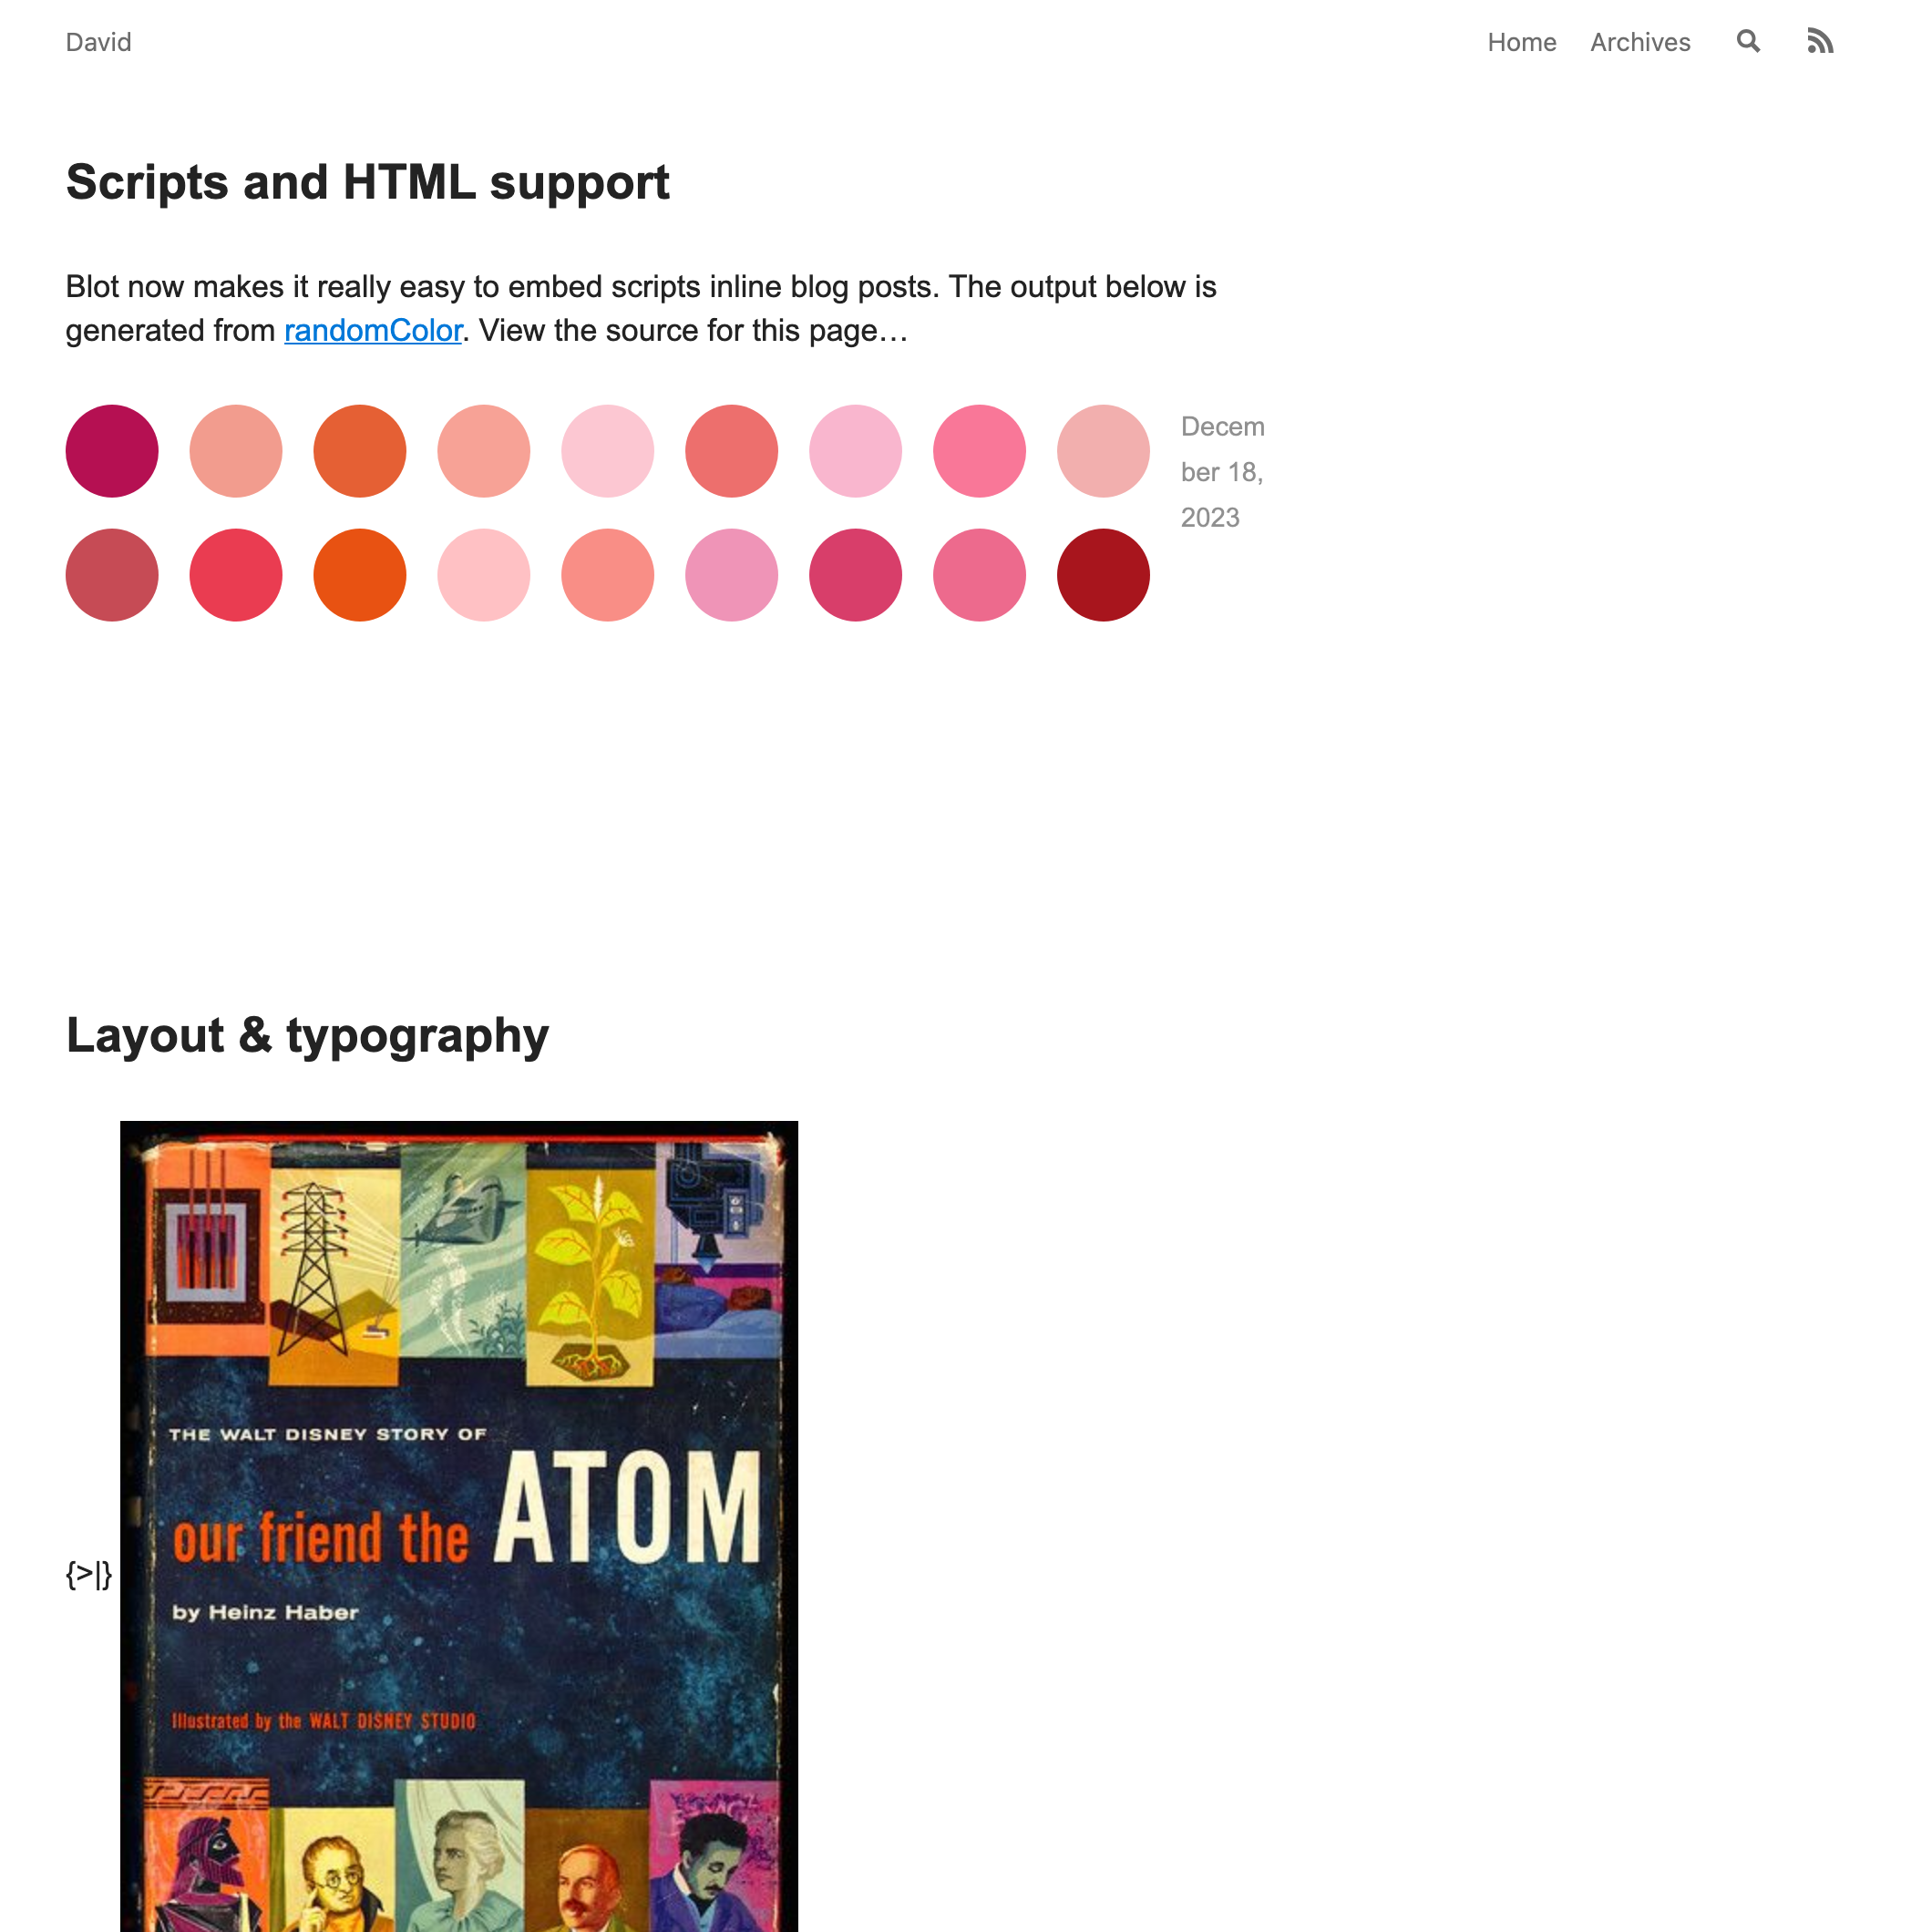 David
Home Archives
Scripts and HTML support
Blot now makes it really easy to embed scripts inline blog posts. The output below is
generated from randomColor. View the source for this page…
Decem
ber 18,
2023
Layout & typography
{>|}
THE WALT DISNEY STORY OF
our friend the ATOM
by Heinz Haber
Illustrated by the WALT DISNEY STUDIO